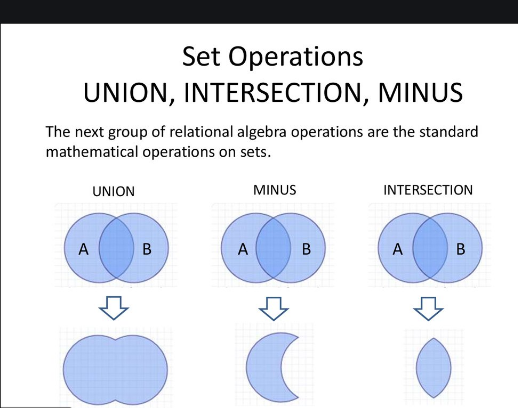 Set Operations
UNION, INTERSECTION, MINUS
The next group of relational algebra operations are the standard
mathematical operations on sets.
UNION MINUS INTERSECTION
A B A B A B